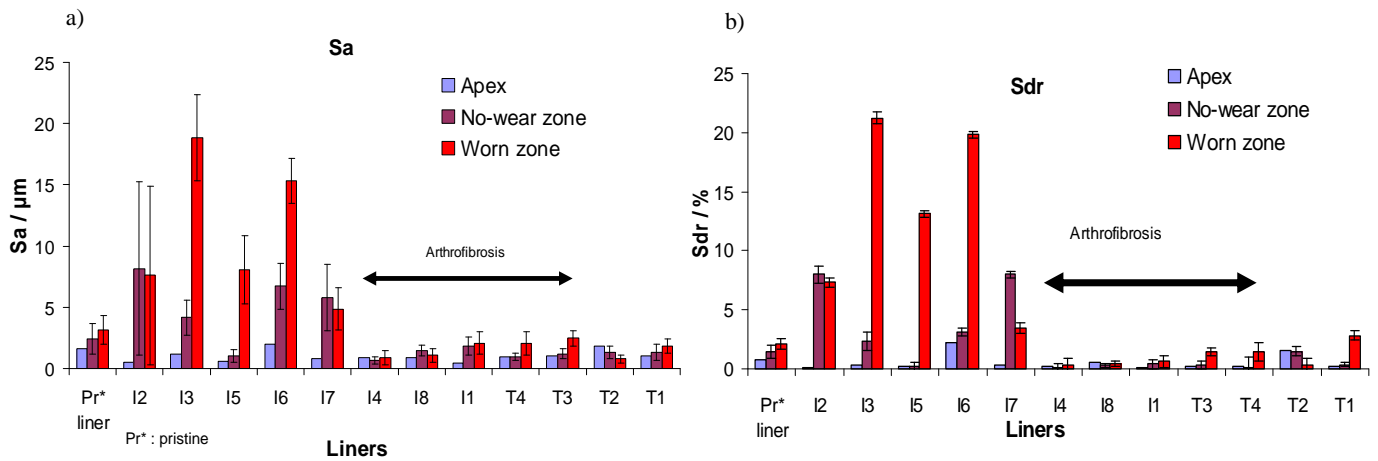 a)
Sa
Sa / µm
25
20
15
10
5
0
Apex
No-wear zone
Worn zone
Arthrofibrosis
Pr* liner I2 I3 I5 I6 I7 I4 I8 I1 T4 T3 T2 T1
Pr* : pristine
Liners
b)
Sdr
Sdr / %
25
20
15
10
5
0
Apex
No-wear zone
Worn zone
Arthrofibrosis
Pr* liner I2 I3 I5 I6 I7 I4 I8 I1 T3 T4 T2 T1
Liners